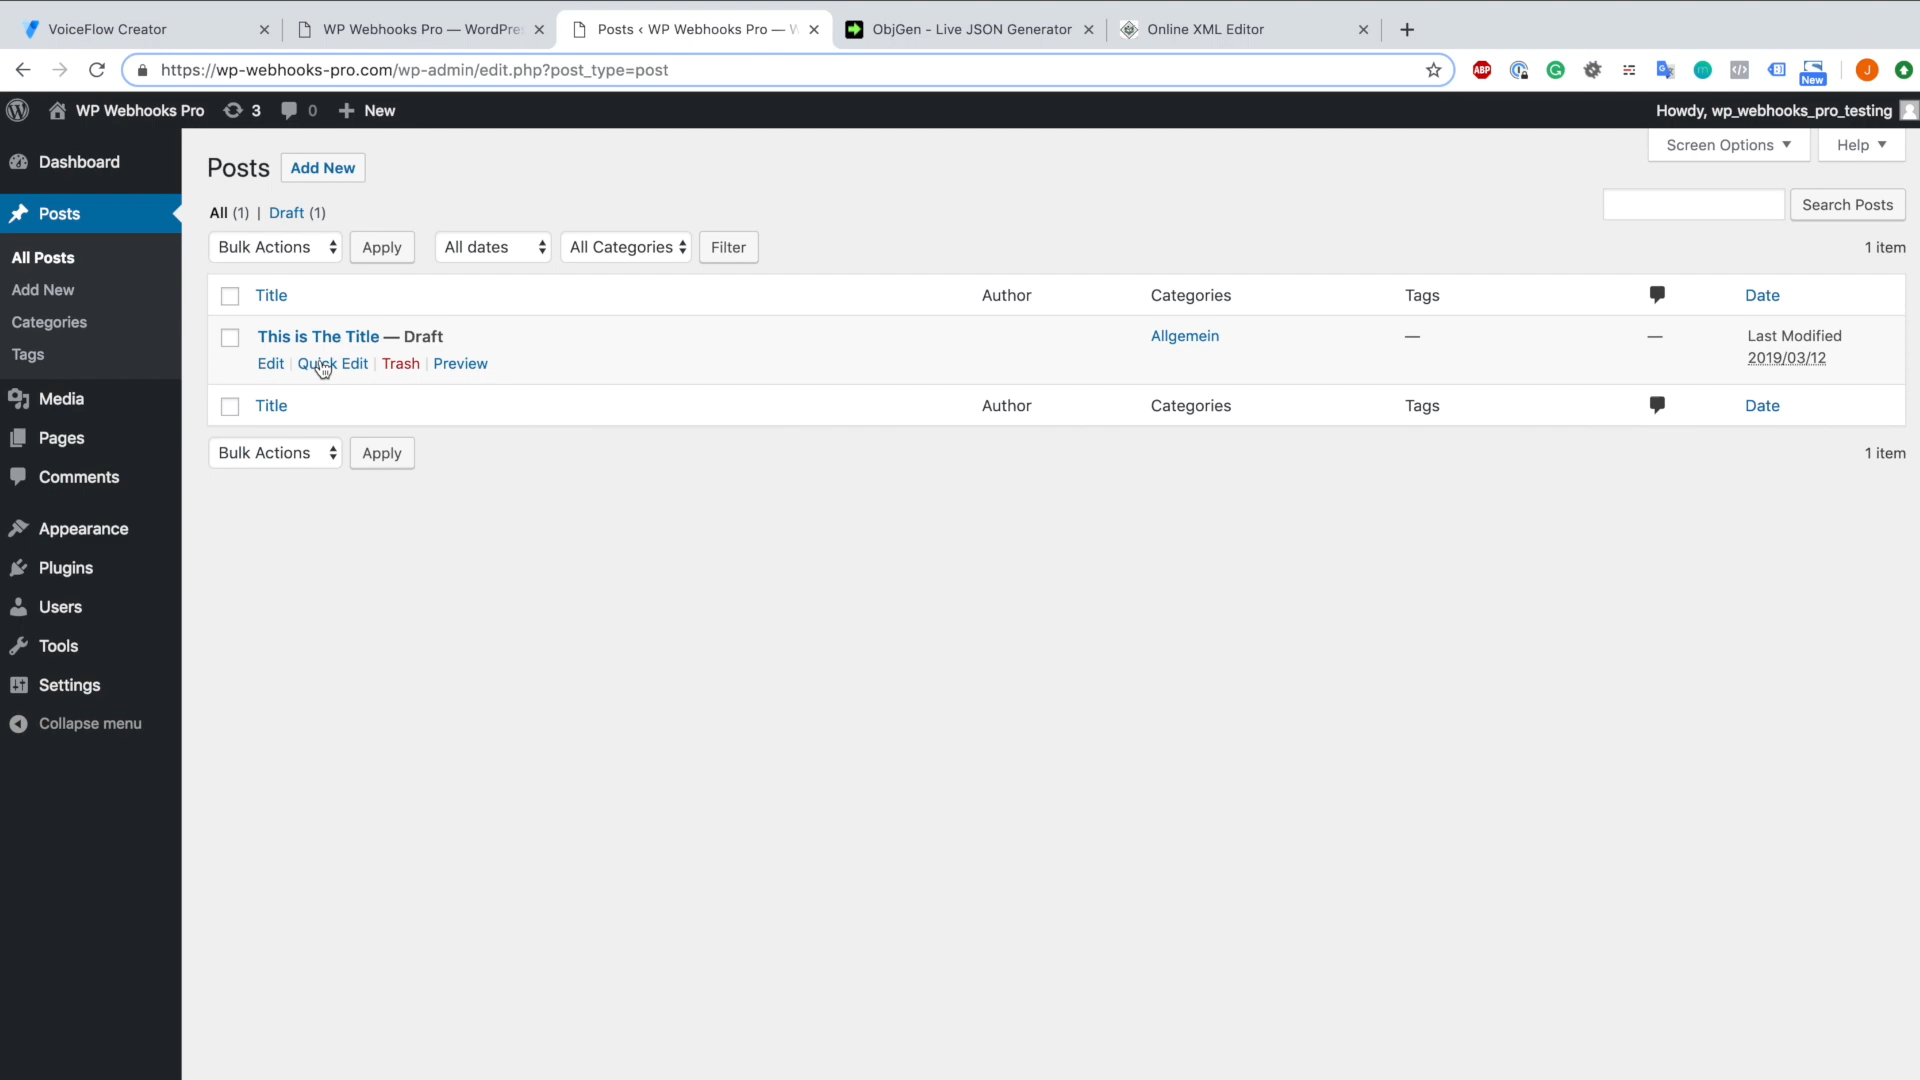 VoiceFlow Creator
WP Webhooks Pro — WordPre
Posts ‹ WP Webhooks Pro — W
ObjGen - Live JSON Generator
Online XML Editor
https://wp-webhooks-pro.com/wp-admin/edit.php?post_type=post
ABP
New
J
WP Webhooks Pro
3
0
New
Howdy, wp_webhooks_pro_testing
Dashboard
Posts
All Posts
Add New
Categories
Tags
Media
Pages
Comments
Appearance
Plugins
Users
Tools
Settings
Collapse menu
Screen Options
Help
Posts
Add New
All (1) | Draft (1)
Search Posts
Bulk Actions
Apply
All dates
All Categories
Filter
1 item
Title
Author
Categories
Tags
Date
This is The Title — Draft
Edit | Quick Edit | Trash | Preview
Allgemein
—
—
Last Modified
2019/03/12
Title
Author
Categories
Tags
Date
Bulk Actions
Apply
1 item